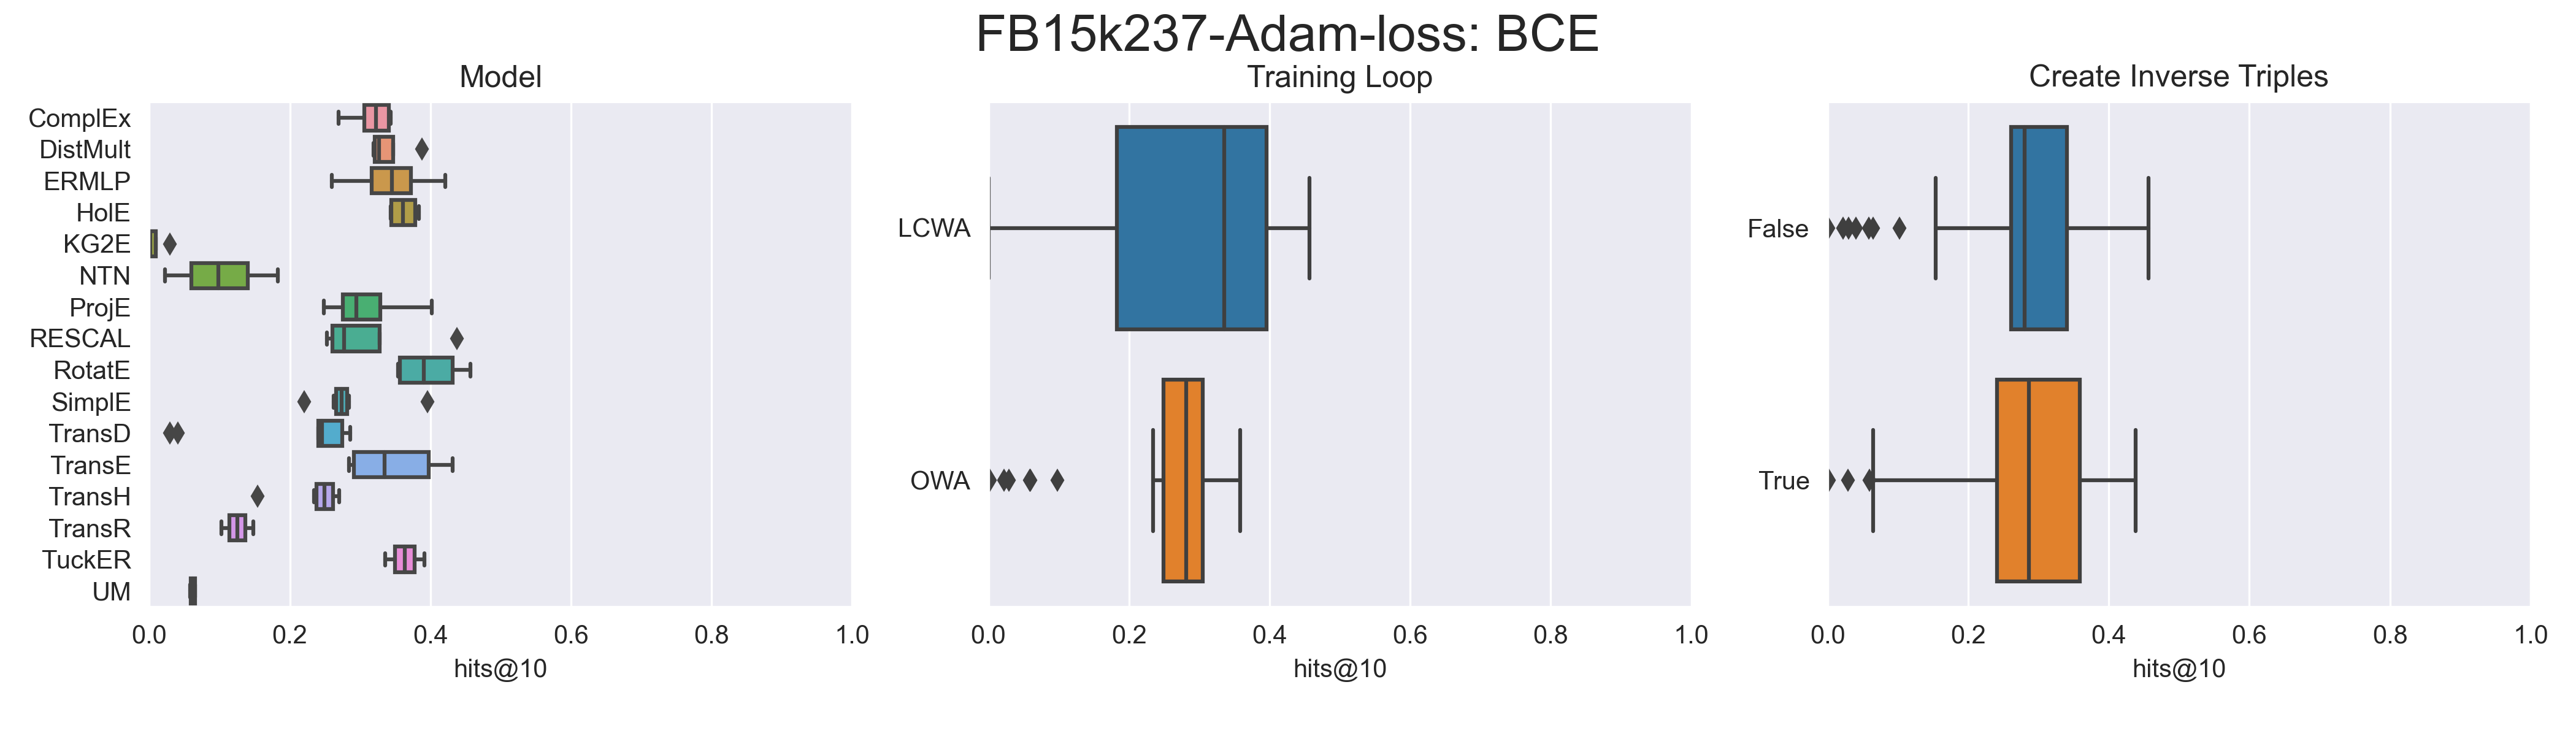 FB15k237-Adam-loss: BCE
Model
ComplEx
DistMult
ERMLP
HolE
KG2E
NTN
ProjE
RESCAL
RotatE
SimplE
TransD
TransE
TransH
TransR
TuckER
UM
0.0 0.2 0.4 0.6 0.8 1.0
hits@10
Training Loop
LCWA
OWA
0.0 0.2 0.4 0.6 0.8 1.0
hits@10
Create Inverse Triples
False
True
0.0 0.2 0.4 0.6 0.8 1.0
hits@10